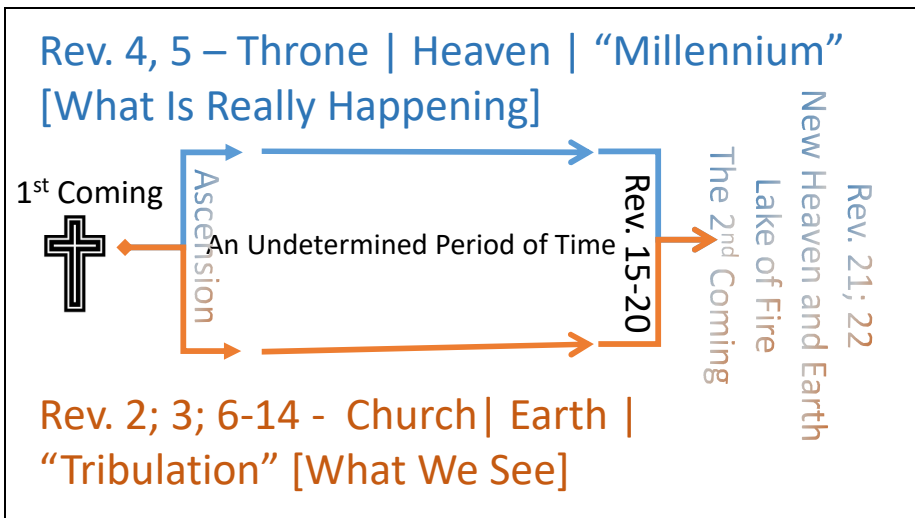 Rev. 4, 5 – Throne | Heaven | “Millennium”
[What Is Really Happening]
1st Coming
Ascension
An Undetermined Period of Time
Rev. 15-20
The 2nd Coming
Lake of Fire
New Heaven and Earth
Rev. 21; 22
Rev. 2; 3; 6-14 - Church| Earth |
“Tribulation” [What We See]